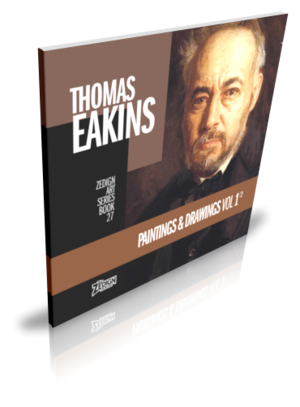 THOMAS
EAKINS
ZEDIGN
ART
SERIES
BOOK
27
PAINTINGS & DRAWINGS VOL 1
ZEDIGN